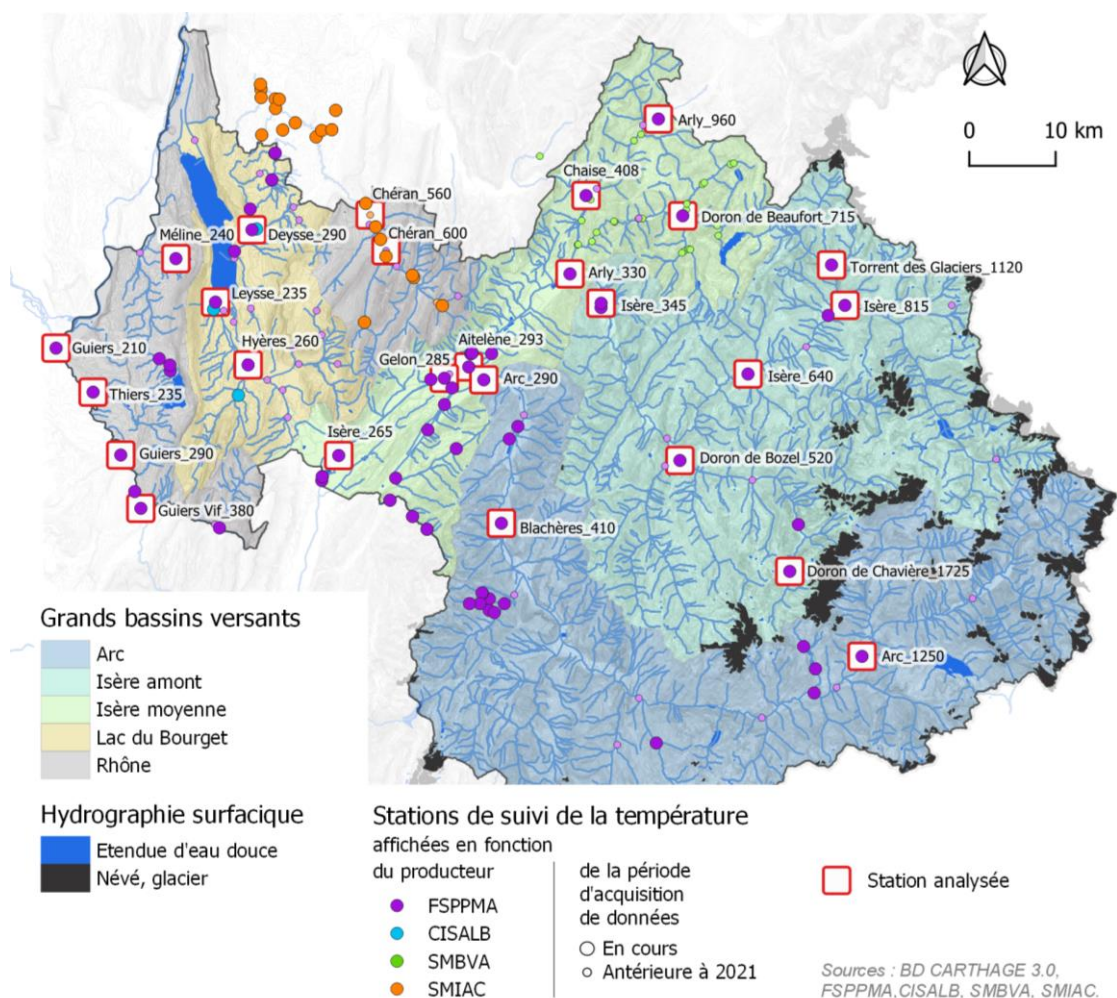 0 10 km
Arly_960
Chaise_408
Chéran_560
Doron de Beaufort_715
Méline_240
Deysse_290
Chéran_600
Torrent des Glaciers_1120
Arly_330
Leysse_235
Isère_345
Isère_815
Guiers_210
Hyères_260
Aitelène_293
Gelon_285
Arc_290
Isère_640
Thiers_235
Isère_265
Guiers_290
Doron de Bozel_520
Guiers Vif_380
Blachères_410
Doron de Chavière_1725
Arc_1250
Grands bassins versants
Arc
Isère amont
Isère moyenne
Lac du Bourget
Rhône
Hydrographie surfacique
Etendue d'eau douce
Névé, glacier
Stations de suivi de la température
affichées en fonction
du producteur
FSPPMA
CISALB
SMBVA
SMIAC
de la période
d'acquisition
de données
En cours
Antérieure à 2021
Station analysée
Sources : BD CARTHAGE 3.0,
FSPPMA,CISALB, SMBVA, SMIAC.